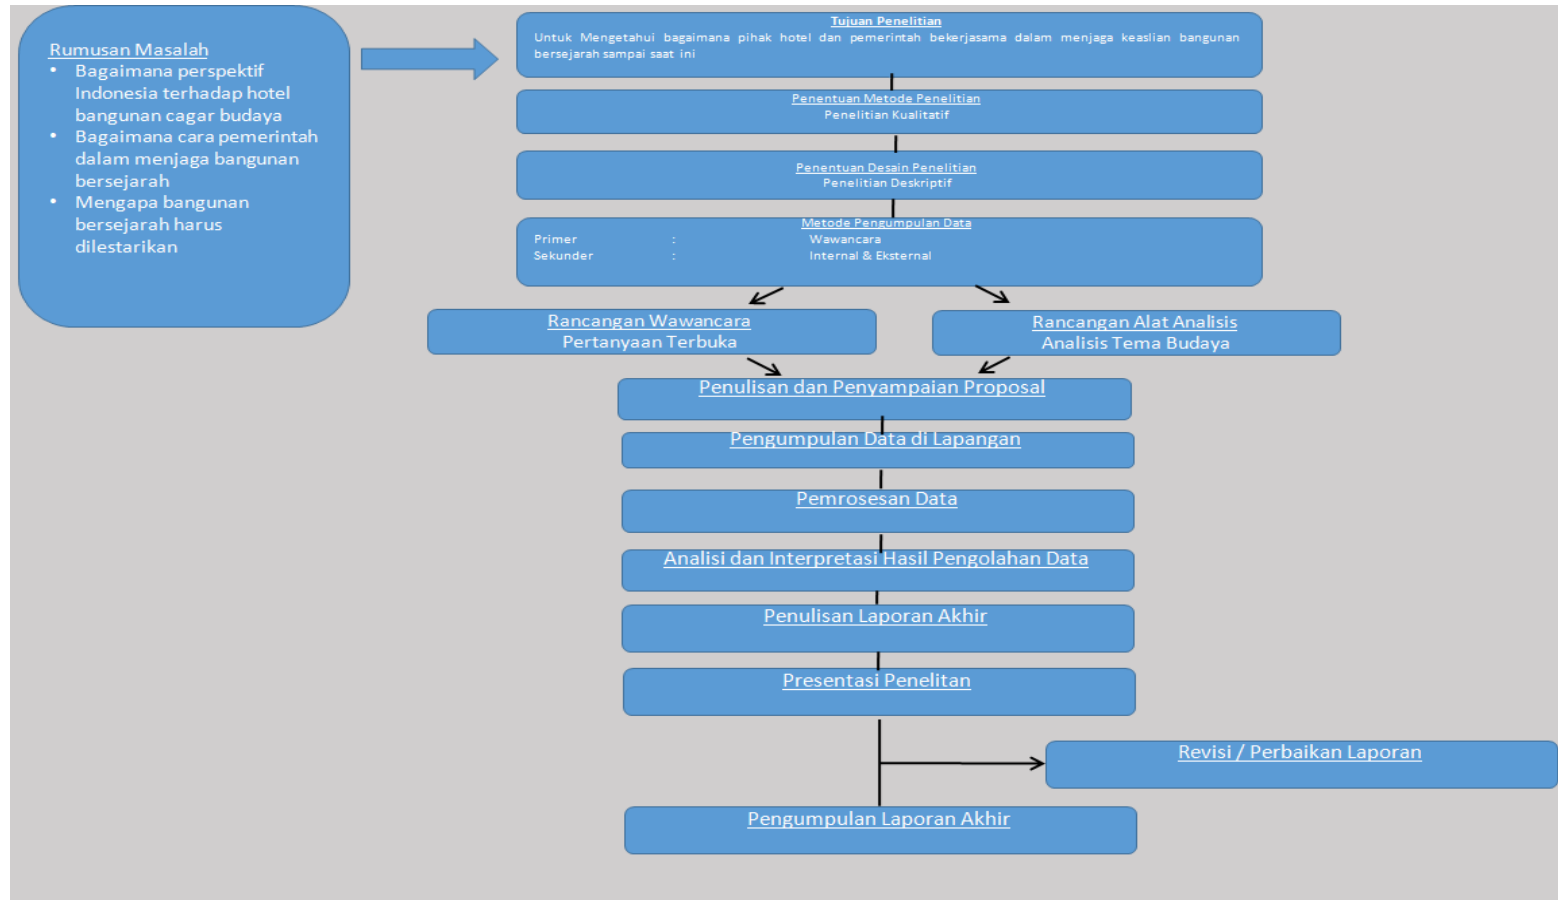 Rumusan Masalah
• Bagaimana perspektif
Indonesia terhadap hotel
bangunan cagar budaya
• Bagaimana cara pemerintah
dalam menjaga bangunan
bersejarah
• Mengapa bangunan
bersejarah harus
dilestarikan
Tujuan Penelitian
Untuk Mengetahui bagaimana pihak hotel dan pemerintah bekerjasama dalam menjaga keaslian bangunan
bersejarah sampai saat ini
Penentuan Metode Penelitian
Penelitian Kualitatif
Penentuan Desain Penelitian
Penelitian Deskriptif
Metode Pengumpulan Data
Primer : Wawancara
Sekunder : Internal & Eksternal
Rancangan Wawancara
Pertanyaan Terbuka
Rancangan Alat Analisis
Analisis Tema Budaya
Penulisan dan Penyampaian Proposal
Pengumpulan Data di Lapangan
Pemrosesan Data
Analisi dan Interpretasi Hasil Pengolahan Data
Penulisan Laporan Akhir
Presentasi Penelitan
Revisi / Perbaikan Laporan
Pengumpulan Laporan Akhir